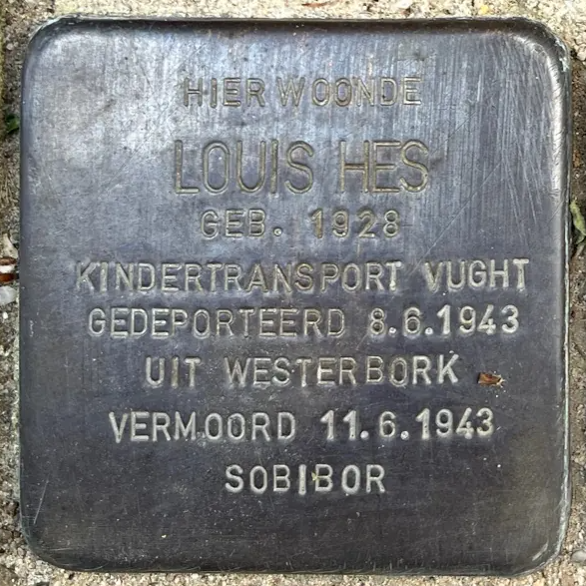 HIER WOONDE
LOUIS HES
GEB. 1928
KINDERTRANSPORT VUGHT
GEDEPORTEERD 8.6.1943
UIT WESTERBORK
VERMOORD 11.6.1943
SOBIBOR